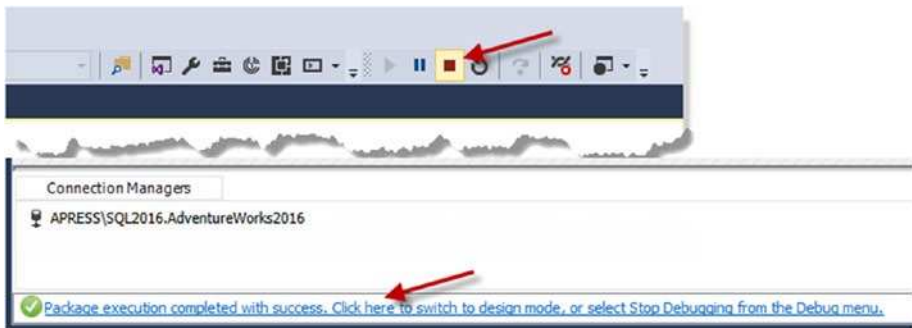 Connection Managers
APRESS\SQL2016.AdventureWorks2016
Package execution completed with success. Click here to switch to design mode, or select Stop Debugging from the Debug menu.